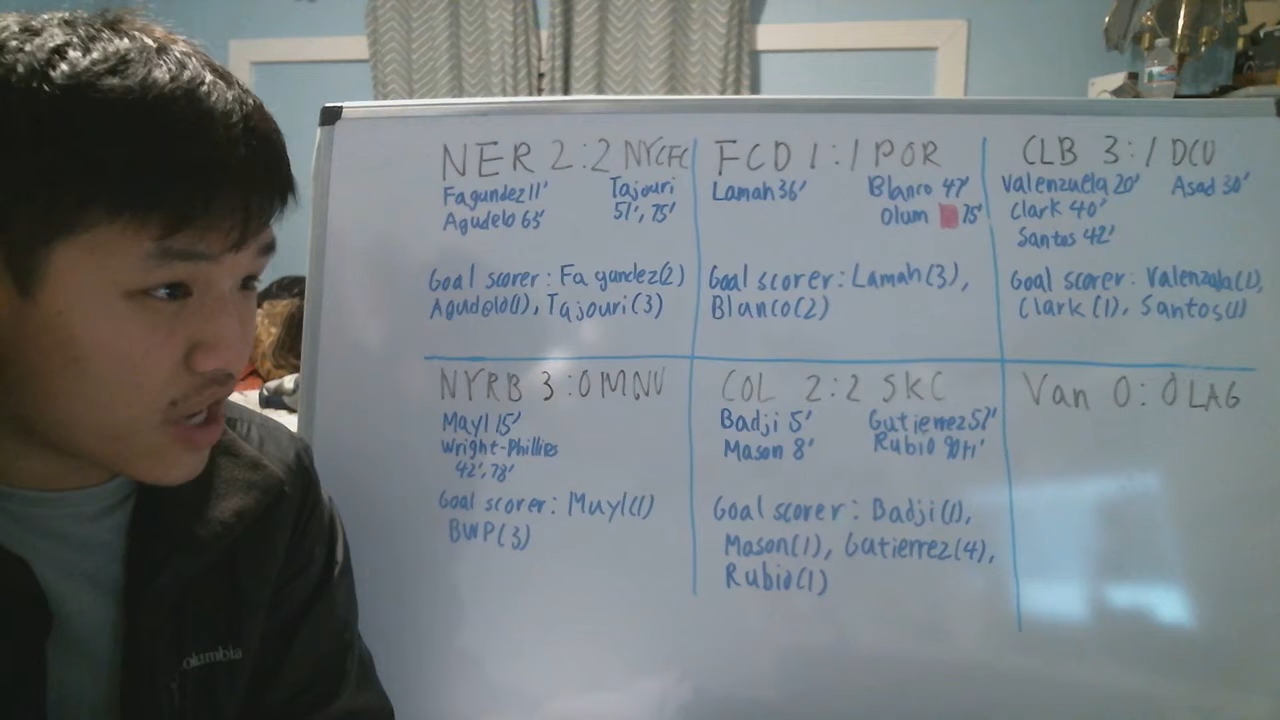 NER 2:2 NYCFC
Fagundez 11' Tajouri
Agudelo 65' 51', 75'
Goal scorer: Fagundez(2)
Agudelo(1), Tajouri(3)
FCD 1:1 POR
Lamah 36' Blanco 47'
Olum 75'
Goal scorer: Lamah(3),
Blanco(2)
CLB 3:1 DCU
Valenzuela 20' Asad 30'
Clark 40'
Santos 42'
Goal scorer: Valenzuela(1),
Clark(1), Santos(1)
NYRB 3:0 MNU
Mayl 15'
Wright-Phillies
42', 78'
Goal scorer: Muyl(1)
BWP(3)
COL 2:2 SKC
Badji 5' Gutierrez 57'
Mason 8' Rubio 90+1'
Goal scorer: Badji(1),
Mason(1), Gutierrez(4),
Rubio(1)
Van 0:0 LAG
olumbia